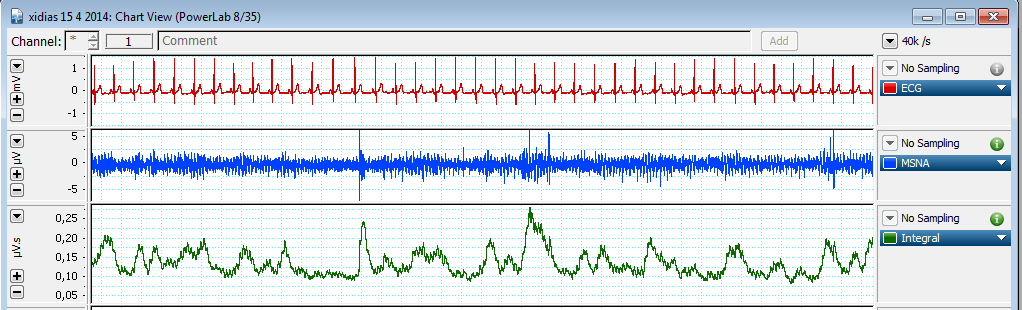 xidias 15 4 2014: Chart View (PowerLab 8/35)
Channel: * 1 Comment Add 40k /s
mV
1
0
-1
No Sampling
ECG
µV
5
0
-5
No Sampling
MSNA
µV.s
0,25
0,20
0,15
0,10
0,05
No Sampling
Integral